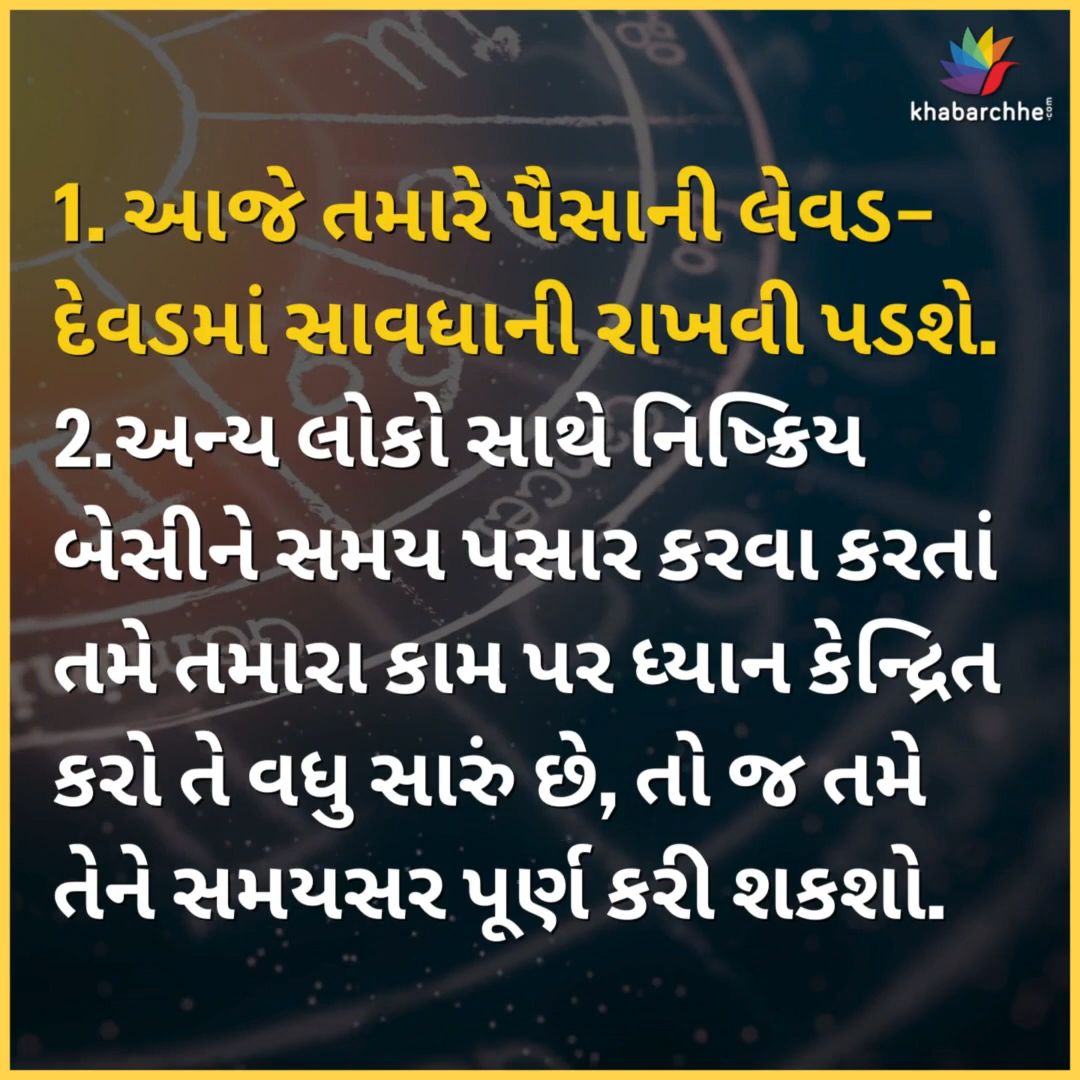 khabarchhe.com
1. આજે તમારે પૈસાની લેવડ-
દેવડમાં સાવધાની રાખવી પડશે.
2.અન્ય લોકો સાથે નિષ્ક્રિય
બેસીને સમય પસાર કરવા કરતાં
તમે તમારા કામ પર ધ્યાન કેન્દ્રિત
કરો તે વધુ સારું છે, તો જ તમે
તેને સમયસર પૂર્ણ કરી શકશો.